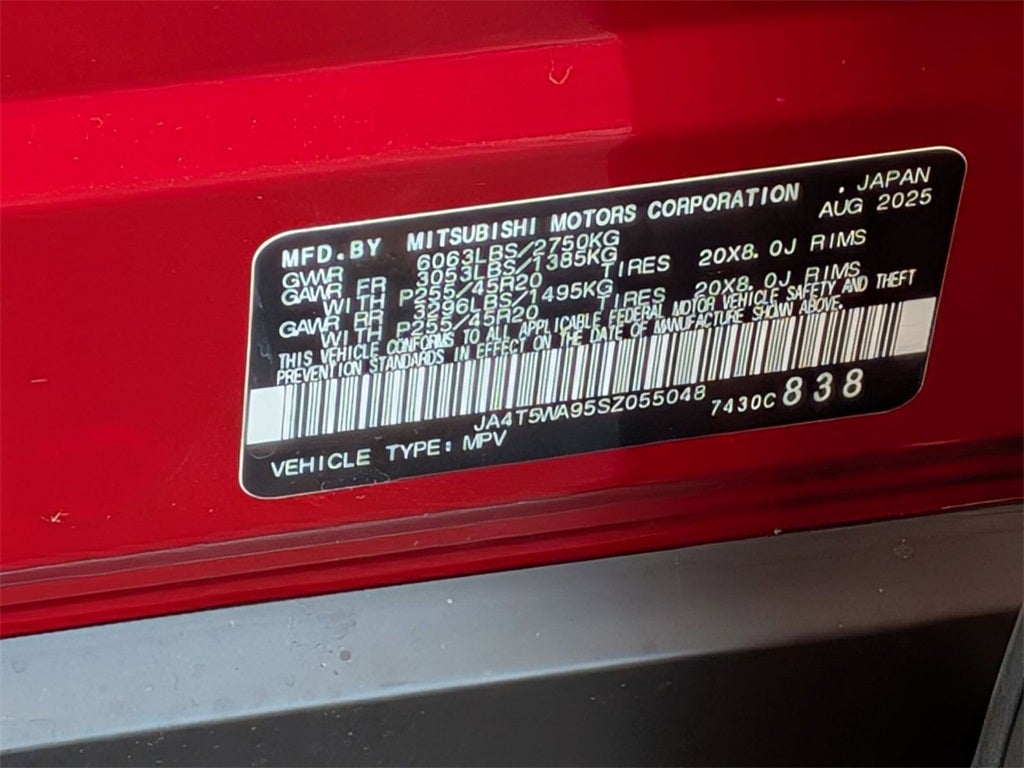 MFD.BY MITSUBISHI MOTORS CORPORATION . JAPAN
AUG 2025
GVWR 6063LBS/2750KG
GAWR FR 3053LBS/1385KG
WITH P255/45R20 TIRES 20X8.0J RIMS
GAWR RR 3296LBS/1495KG
WITH P255/45R20 TIRES 20X8.0J RIMS
THIS VEHICLE CONFORMS TO ALL APPLICABLE FEDERAL MOTOR VEHICLE SAFETY AND THEFT
PREVENTION STANDARDS IN EFFECT ON THE DATE OF MANUFACTURE SHOWN ABOVE.
JA4T5WA95SZ055048 7430C 838
VEHICLE TYPE: MPV